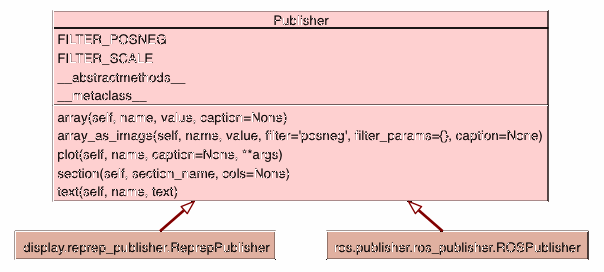 Publisher
FILTER_POSNEG
FILTER_SCALE
__abstractmethods__
__metaclass__
array(self, name, value, caption=None)
array_as_image(self, name, value, filter='posneg', filter_params={}, caption=None)
plot(self, name, caption=None, **args)
section(self, section_name, cols=None)
text(self, name, text)
display.reprep_publisher.ReprepPublisher
ros.publisher.ros_publisher.ROSPublisher